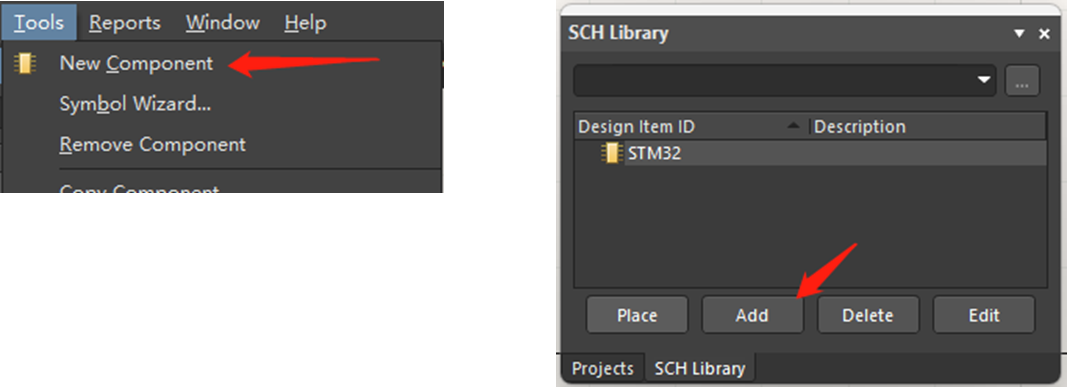 Tools Reports Window Help
New Component
Symbol Wizard...
Remove Component
Copy Component
SCH Library
...
Design Item ID Description
STM32
Place Add Delete Edit
Projects SCH Library